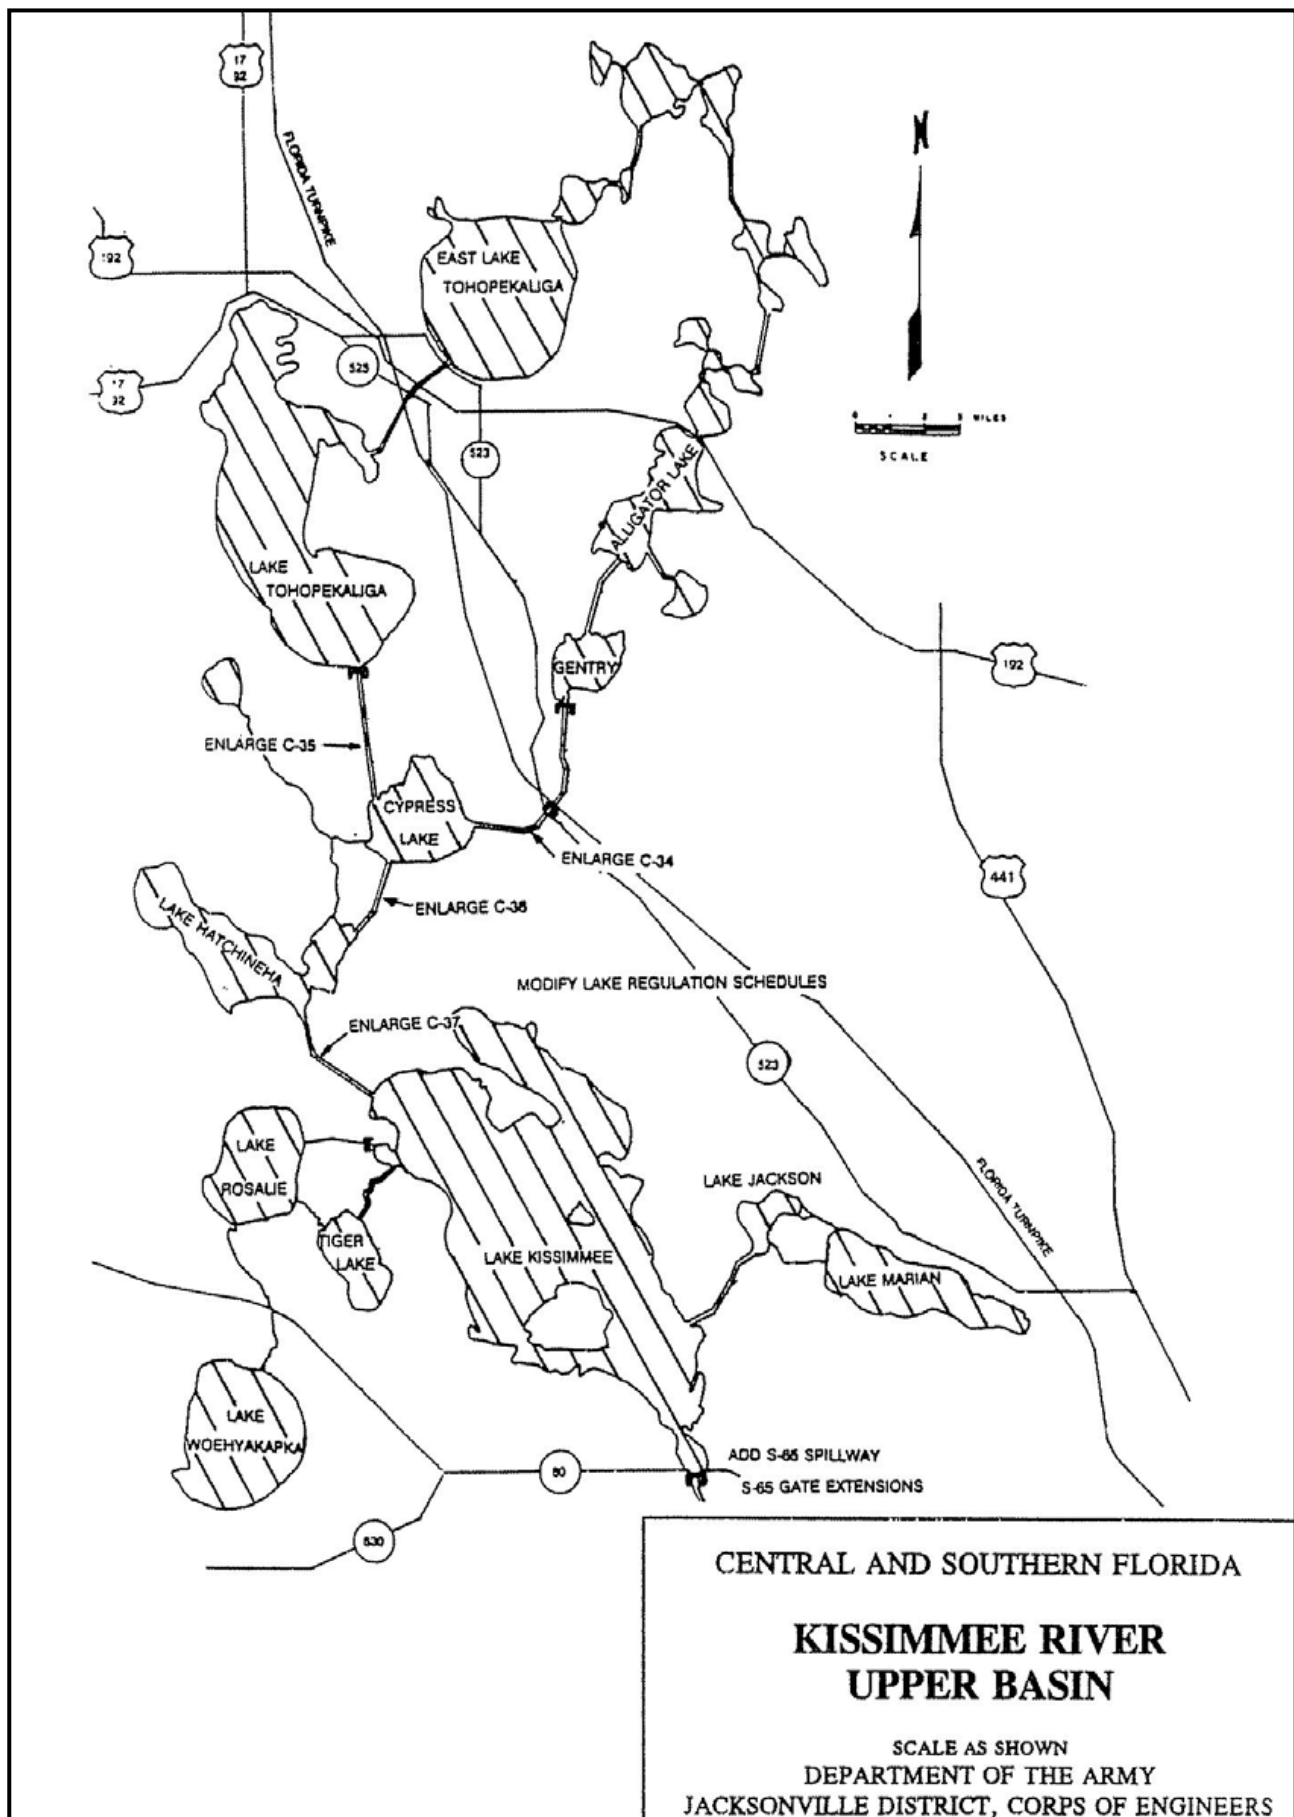 17
92
FLORIDA TURNPIKE
192
EAST LAKE
TOHOPEKALIGA
N
17
92
525
MILES
SCALE
523
ALLIGATOR LAKE
LAKE
TOHOPEKALIGA
GENTRY
192
ENLARGE C-35
CYPRESS
LAKE
ENLARGE C-34
441
ENLARGE C-36
LAKE HATCHINEHA
MODIFY LAKE REGULATION SCHEDULES
ENLARGE C-37
523
LAKE
ROSALIE
LAKE JACKSON
FLORIDA TURNPIKE
TIGER
LAKE
LAKE KISSIMMEE
LAKE MARIAN
LAKE
WOEHYAKAPKA
ADD S-65 SPILLWAY
60
S-65 GATE EXTENSIONS
630
CENTRAL AND SOUTHERN FLORIDA
KISSIMMEE RIVER
UPPER BASIN
SCALE AS SHOWN
DEPARTMENT OF THE ARMY
JACKSONVILLE DISTRICT, CORPS OF ENGINEERS